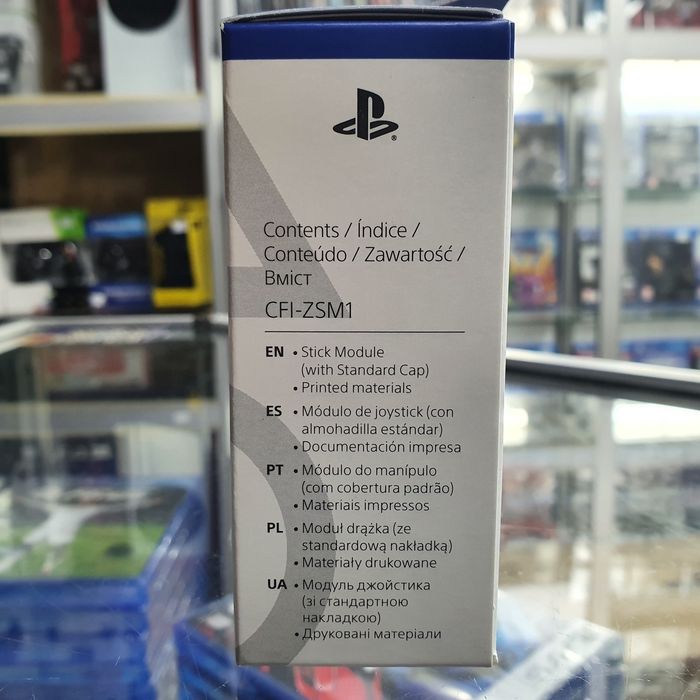 Contents / Índice /
Conteúdo / Zawartość /
Вміст
CFI-ZSM1
EN • Stick Module
(with Standard Cap)
• Printed materials
ES • Módulo de joystick (con
almohadilla estándar)
• Documentación impresa
PT • Módulo do manípulo
(com cobertura padrão)
• Materiais impressos
PL • Moduł drążka (ze
standardową nakładką)
• Materiały drukowane
UA • Модуль джойстика
(зі стандартною
накладкою)
• Друковані матеріали